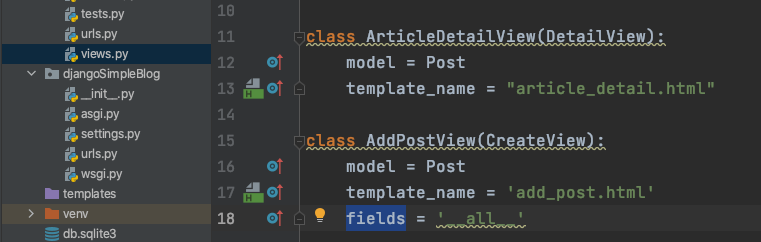 tests.py
urls.py
views.py
djangoSimpleBlog
__init__.py
asgi.py
settings.py
urls.py
wsgi.py
templates
venv
db.sqlite3
10
11 class ArticleDetailView(DetailView):
12 model = Post
13 template_name = "article_detail.html"
14
15 class AddPostView(CreateView):
16 model = Post
17 template_name = 'add_post.html'
18 fields = '__all__'